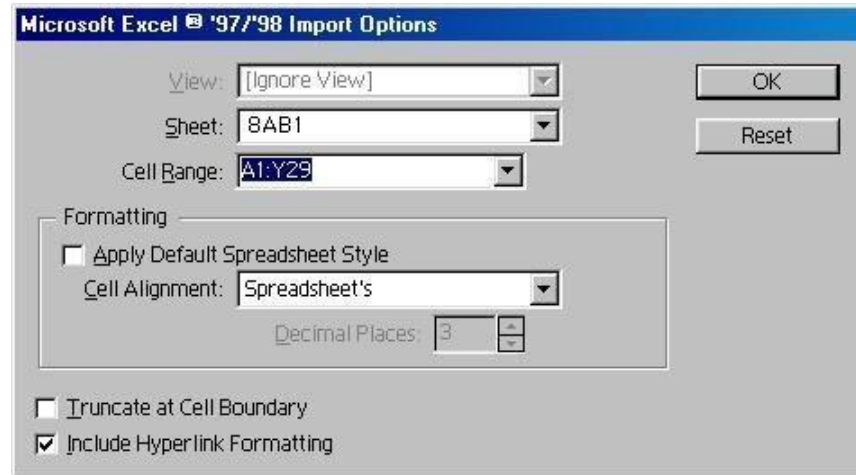 Microsoft Excel ® '97/'98 Import Options
View: [Ignore View]
OK
Sheet: 8AB1
Reset
Cell Range: A1:Y29
Formatting
Apply Default Spreadsheet Style
Cell Alignment: Spreadsheet's
Decimal Places: 3
Truncate at Cell Boundary
Include Hyperlink Formatting